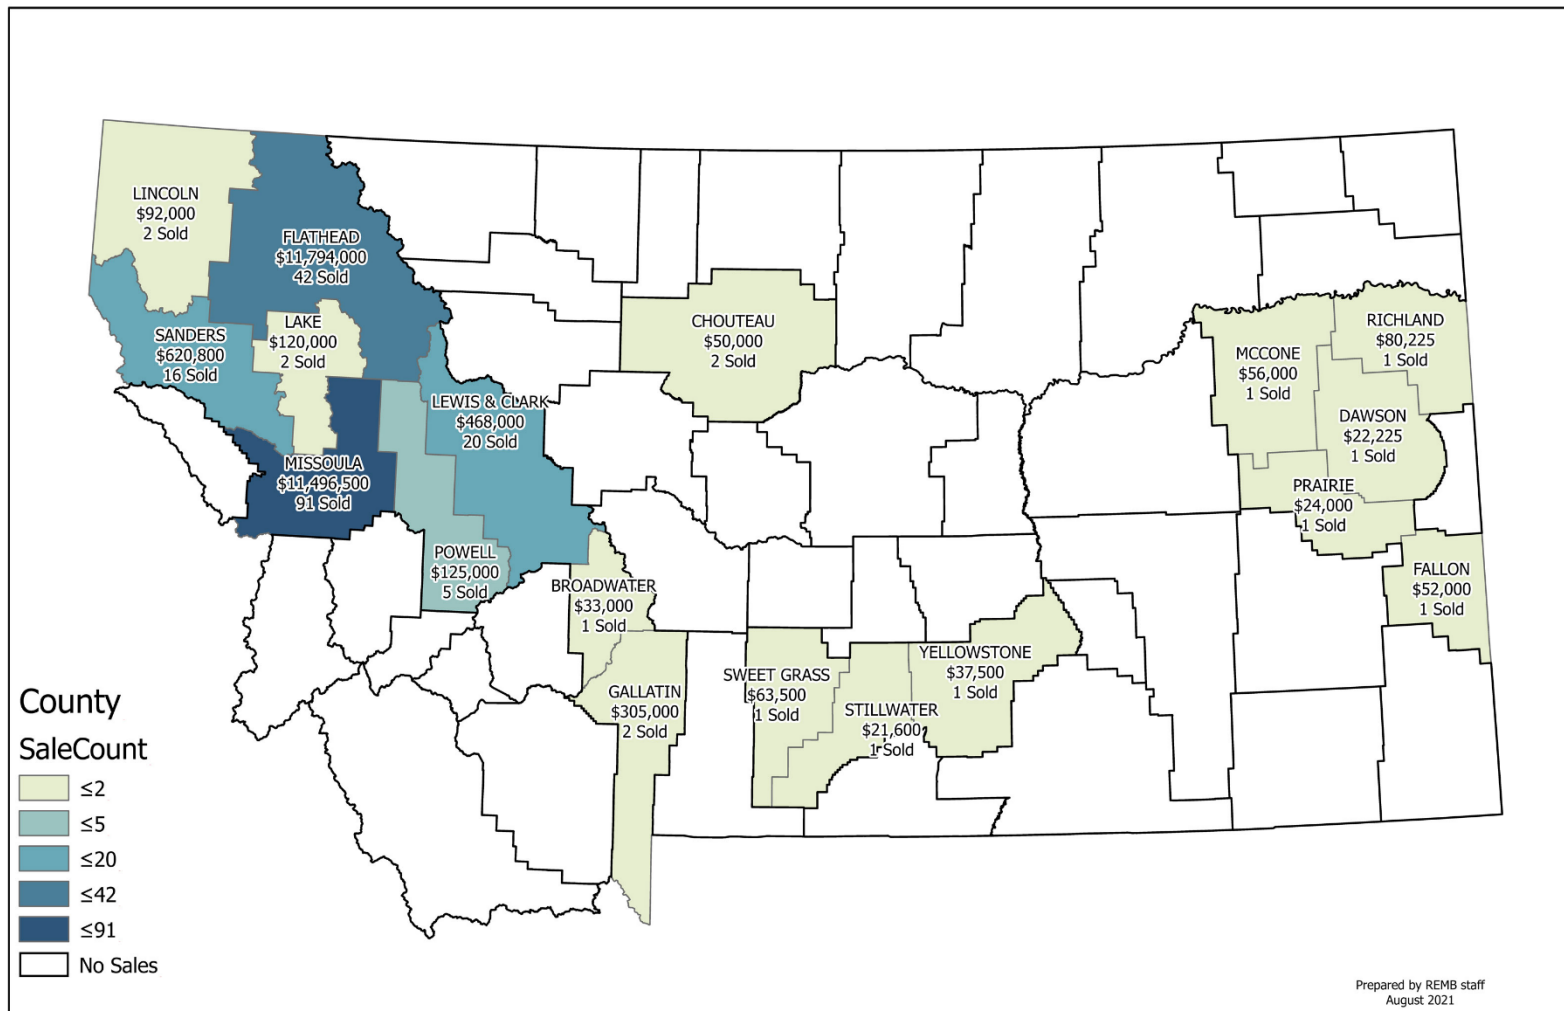 LINCOLN
$92,000
2 Sold
FLATHEAD
$11,794,000
42 Sold
SANDERS
$620,800
16 Sold
LAKE
$120,000
2 Sold
CHOUTEAU
$50,000
2 Sold
RICHLAND
$80,225
1 Sold
MCCONE
$56,000
1 Sold
DAWSON
$22,225
1 Sold
LEWIS & CLARK
$468,000
20 Sold
MISSOULA
$11,496,500
91 Sold
PRAIRIE
$24,000
1 Sold
POWELL
$125,000
5 Sold
FALLON
$52,000
1 Sold
BROADWATER
$33,000
1 Sold
GALLATIN
$305,000
2 Sold
SWEET GRASS
$63,500
1 Sold
STILLWATER
$21,600
1 Sold
YELLOWSTONE
$37,500
1 Sold
County
SaleCount
≤2
≤5
≤20
≤42
≤91
No Sales
Prepared by REMB staff
August 2021